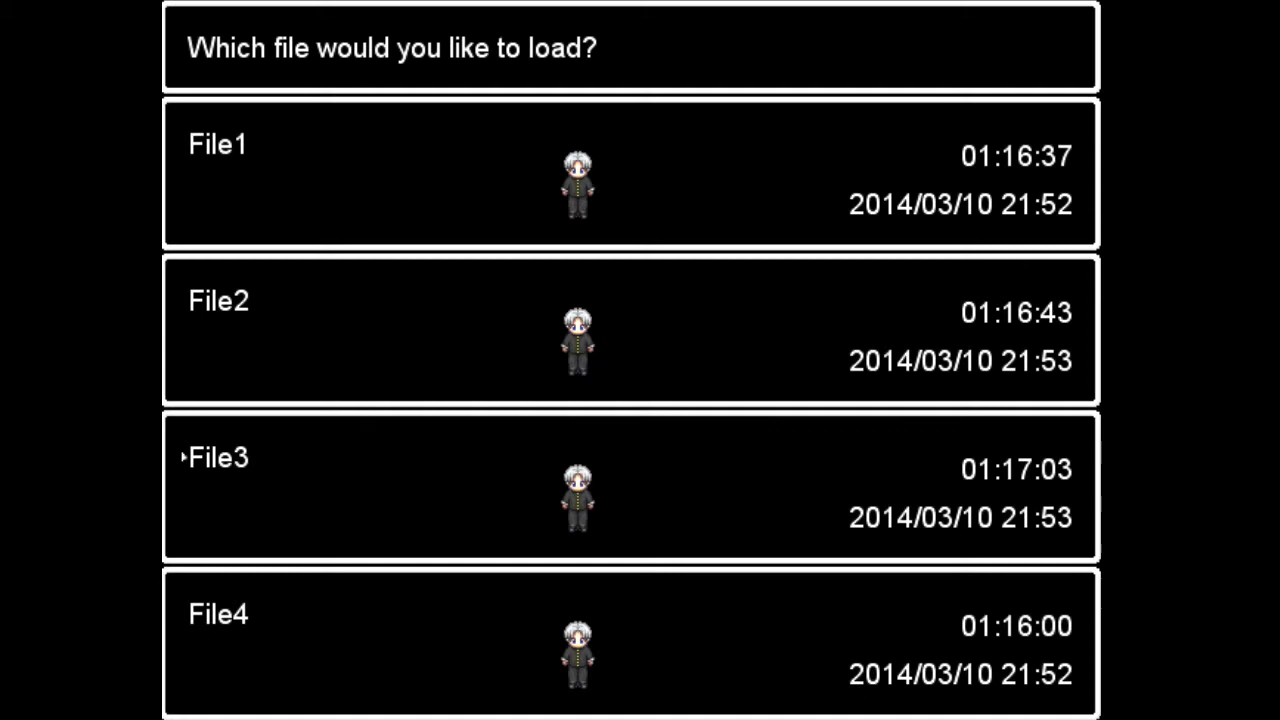 Which file would you like to load?
File1
01:16:37
2014/03/10 21:52
File2
01:16:43
2014/03/10 21:53
File3
01:17:03
2014/03/10 21:53
File4
01:16:00
2014/03/10 21:52